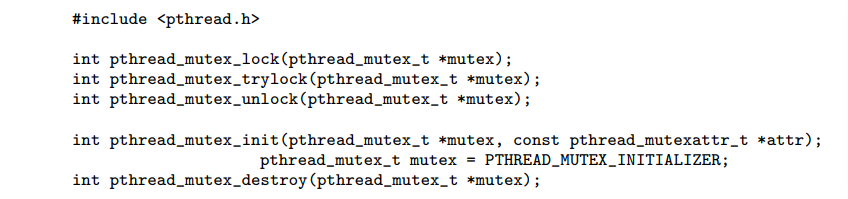 #include <pthread.h>
int pthread_mutex_lock(pthread_mutex_t *mutex);
int pthread_mutex_trylock(pthread_mutex_t *mutex);
int pthread_mutex_unlock(pthread_mutex_t *mutex);
int pthread_mutex_init(pthread_mutex_t *mutex, const pthread_mutexattr_t *attr);
pthread_mutex_t mutex = PTHREAD_MUTEX_INITIALIZER;
int pthread_mutex_destroy(pthread_mutex_t *mutex);